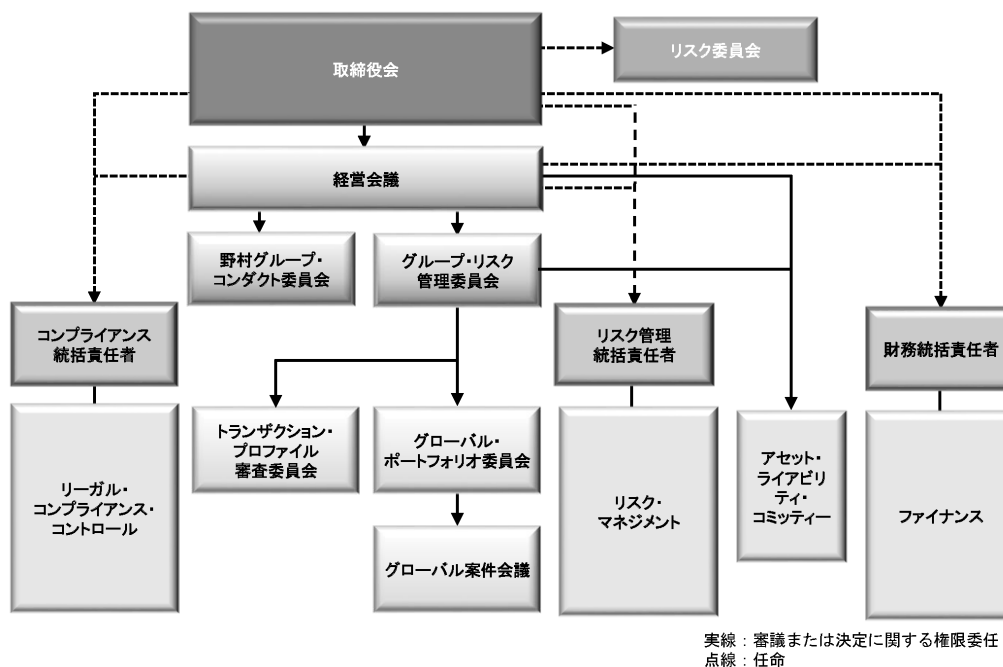 取締役会
リスク委員会
経営会議
野村グループ・
コンダクト委員会
グループ・リスク
管理委員会
コンプライアンス
統括責任者
リスク管理
統括責任者
財務統括責任者
トランザクション・
プロファイル
審査委員会
グローバル・
ポートフォリオ委員会
アセット・
ライアビリ
ティ・
コミッティー
リーガル・
コンプライアンス・
コントロール
リスク・
マネジメント
ファイナンス
グローバル案件会議
実線：審議または決定に関する権限委任
点線：任命